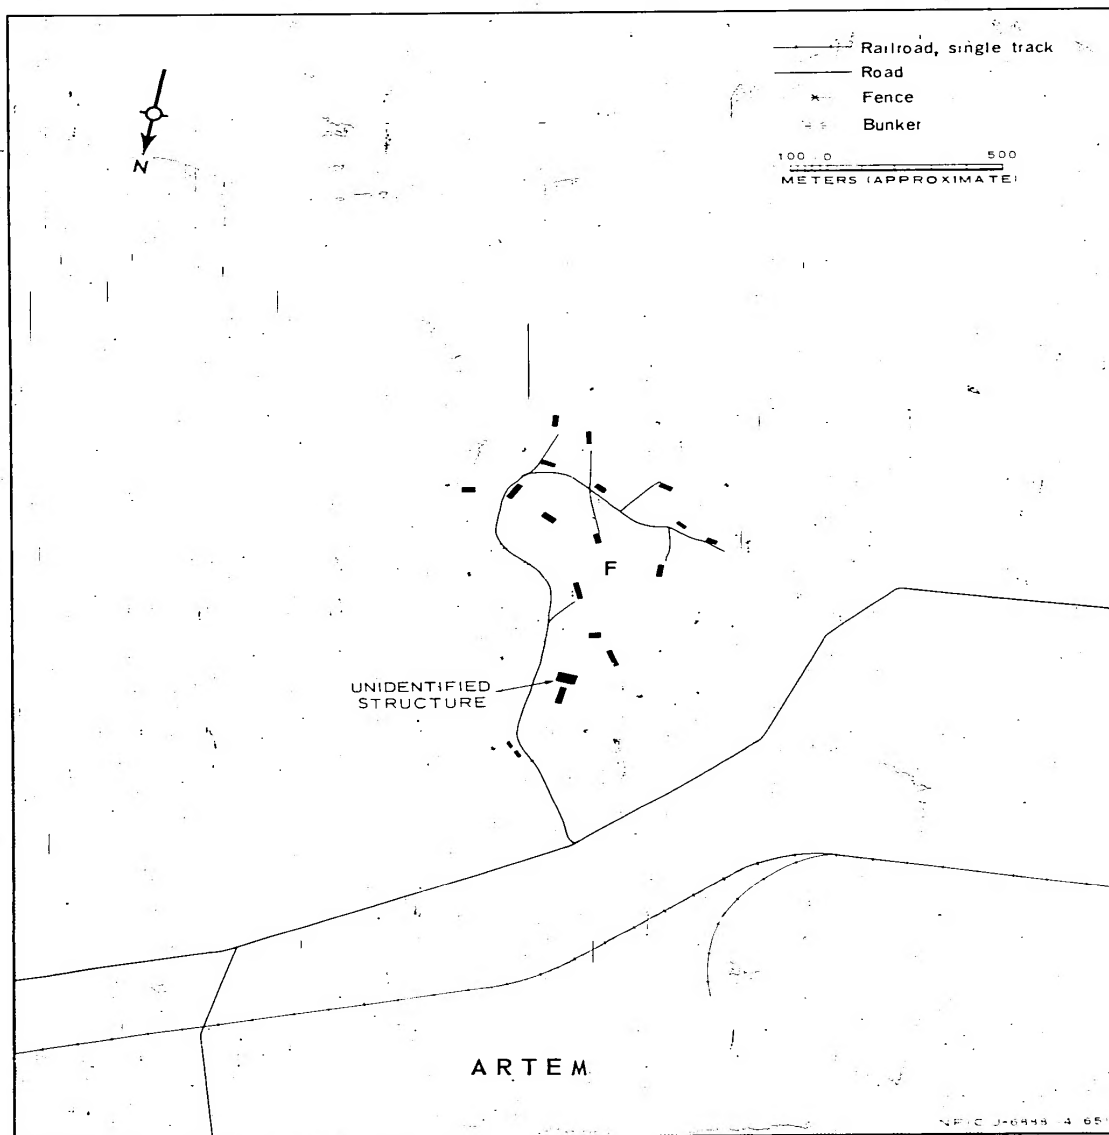 Railroad, single track
Road
Fence
Bunker
100 0 500
METERS (APPROXIMATE)
N
F
UNIDENTIFIED
STRUCTURE
ARTEM